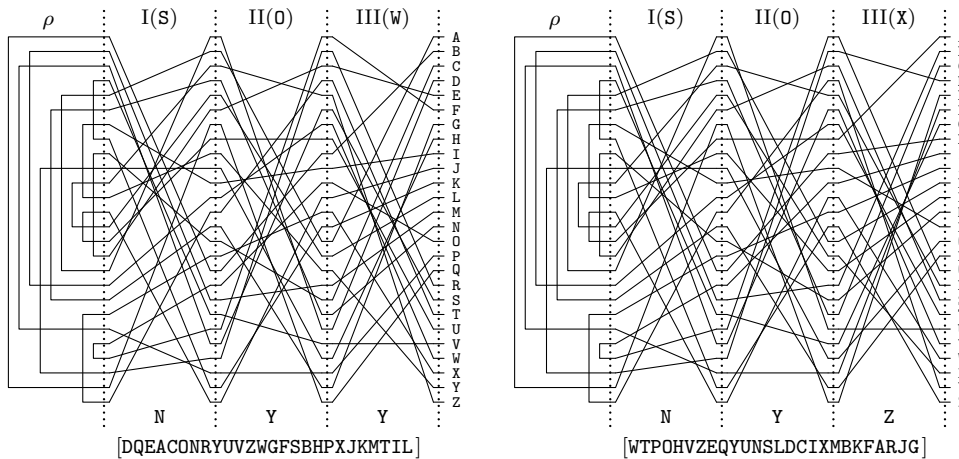 ρ I(S) II(O) III(W)
A
B
C
D
E
F
G
H
I
J
K
L
M
N
O
P
Q
R
S
T
U
V
W
X
Y
Z
N Y Y
[DQEACONRYUVZWGFSBHPXJKMTIL]
ρ I(S) II(O) III(X)
N Y Z
[WTPOHVZEQYUNSLDCIXMBKFARJG]